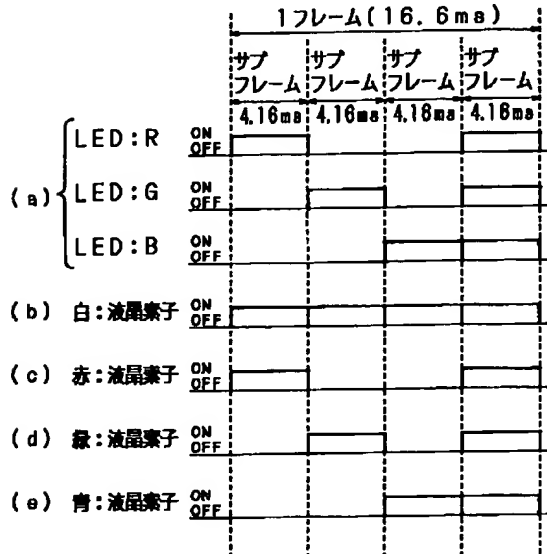 1フレーム(16.6ms)
サブ サブ サブ サブ
フレーム フレーム フレーム フレーム
4.16ms 4.16ms 4.16ms 4.16ms
(a)
LED:R ON
OFF
LED:G ON
OFF
LED:B ON
OFF
(b) 白:液晶素子 ON
OFF
(c) 赤:液晶素子 ON
OFF
(d) 緑:液晶素子 ON
OFF
(e) 青:液晶素子 ON
OFF